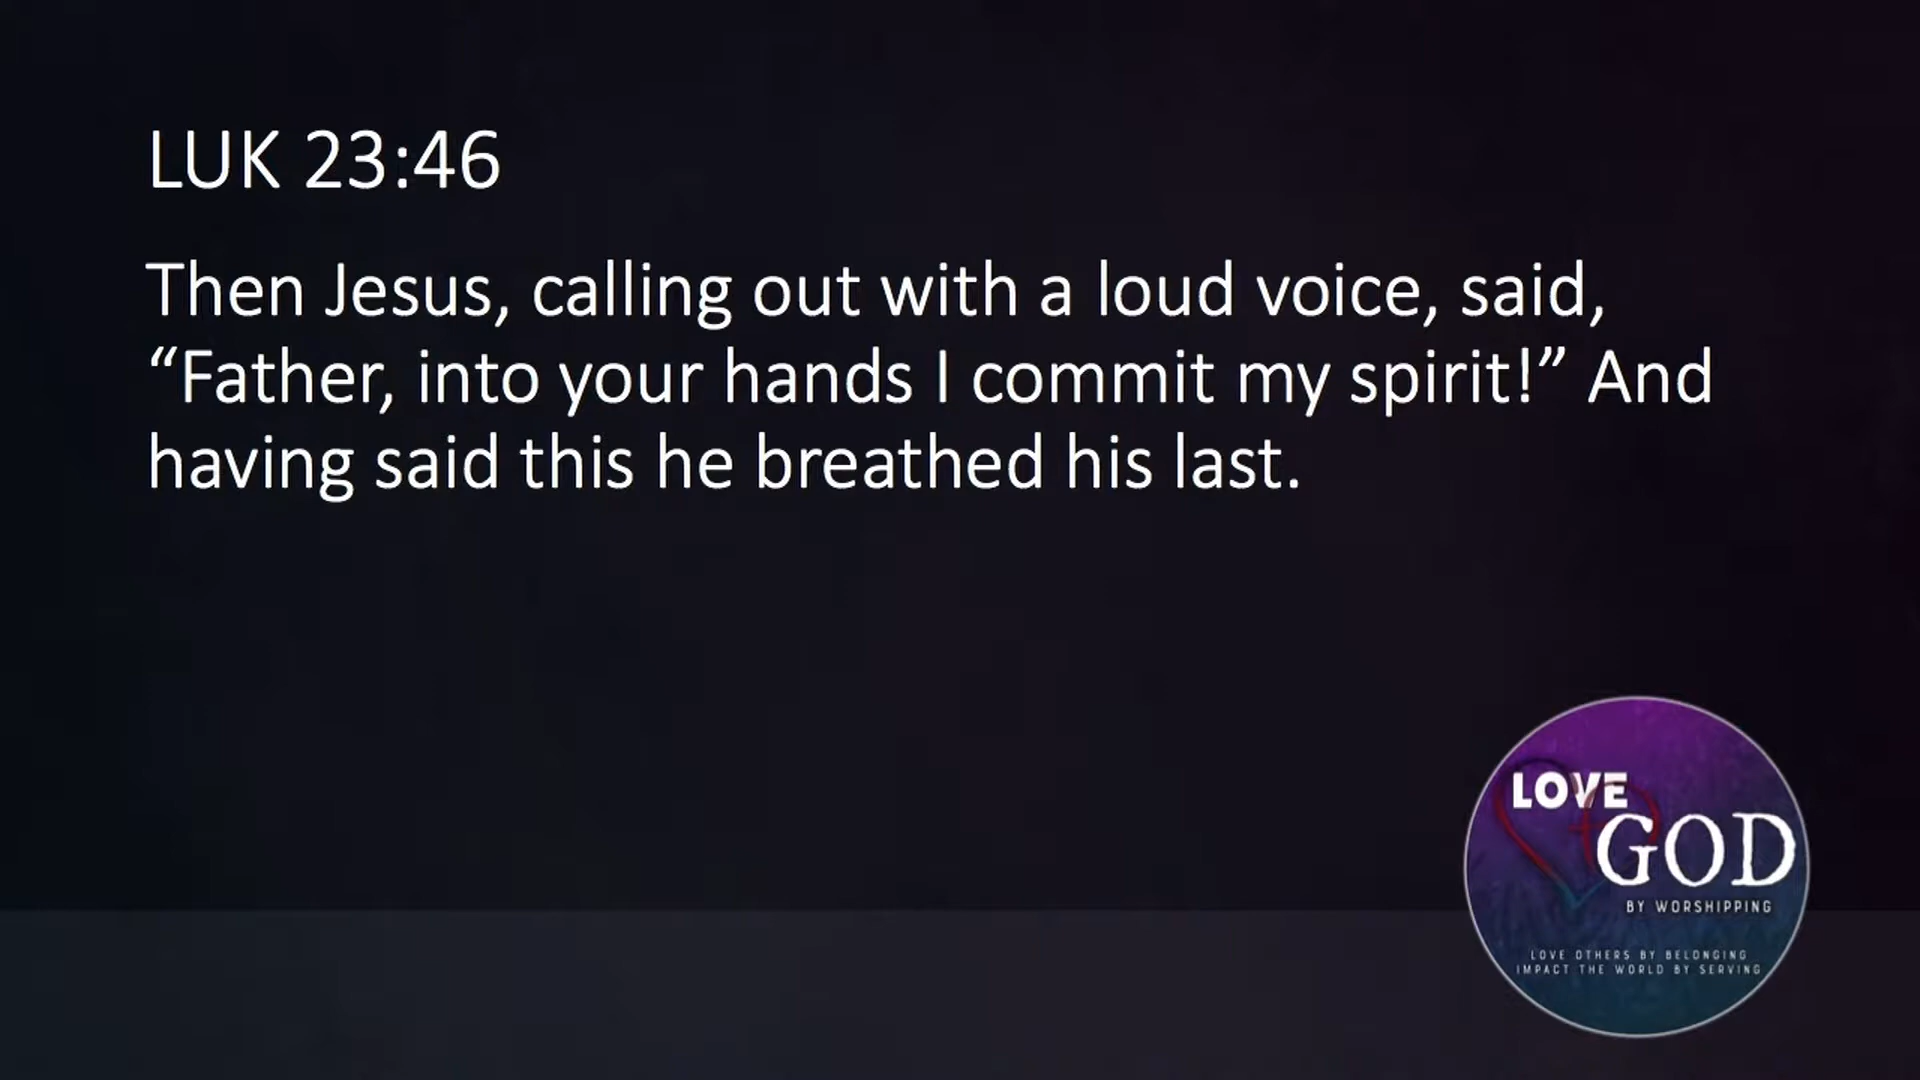 LUK 23:46
Then Jesus, calling out with a loud voice, said,
“Father, into your hands I commit my spirit!” And
having said this he breathed his last.
LOVE
GOD
BY WORSHIPPING
LOVE OTHERS BY BELONGING
IMPACT THE WORLD BY SERVING